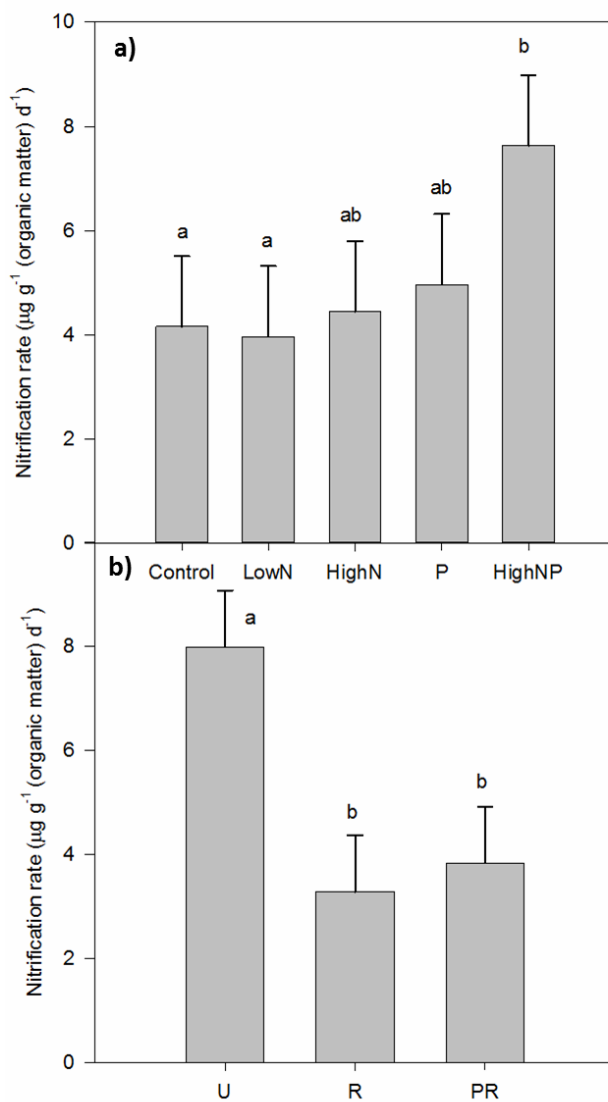 a)
Nitrification rate (µg g⁻¹ (organic matter) d⁻¹)
10
8
6
4
2
0
a
a
ab
ab
b
Control LowN HighN P HighNP
b)
Nitrification rate (µg g⁻¹ (organic matter) d⁻¹)
8
6
4
2
0
a
b
b
U R PR